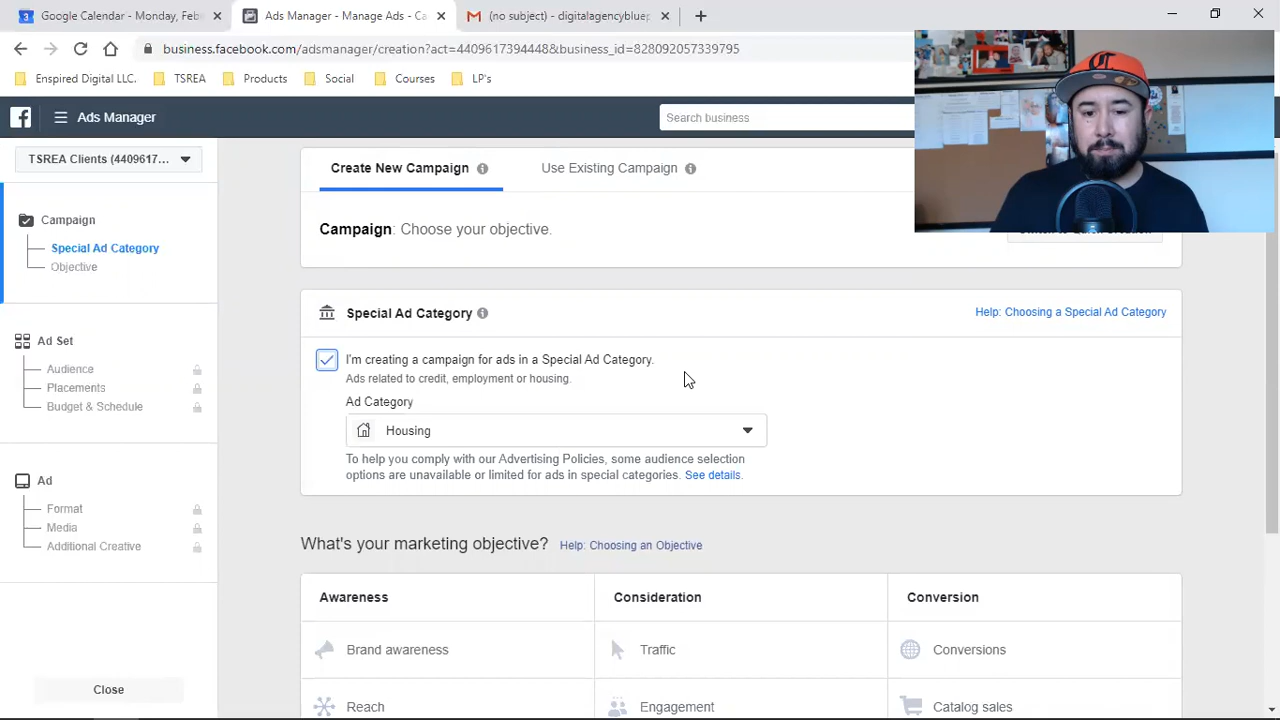 Google Calendar - Monday, Feb
Ads Manager - Manage Ads - Ca
(no subject) - digitalagencybluep
business.facebook.com/adsmanager/creation?act=4409617394448&business_id=828092057339795
Enspired Digital LLC.
TSREA
Products
Social
Courses
LP's
Ads Manager
Search business
TSREA Clients (4409617...
Create New Campaign
Use Existing Campaign
Campaign
Special Ad Category
Objective
Campaign: Choose your objective.
Special Ad Category
Help: Choosing a Special Ad Category
Ad Set
Audience
Placements
Budget & Schedule
I'm creating a campaign for ads in a Special Ad Category.
Ads related to credit, employment or housing.
Ad Category
Housing
To help you comply with our Advertising Policies, some audience selection
options are unavailable or limited for ads in special categories. See details.
Ad
Format
Media
Additional Creative
What's your marketing objective? Help: Choosing an Objective
Awareness
Consideration
Conversion
Brand awareness
Traffic
Conversions
Reach
Engagement
Catalog sales
Close